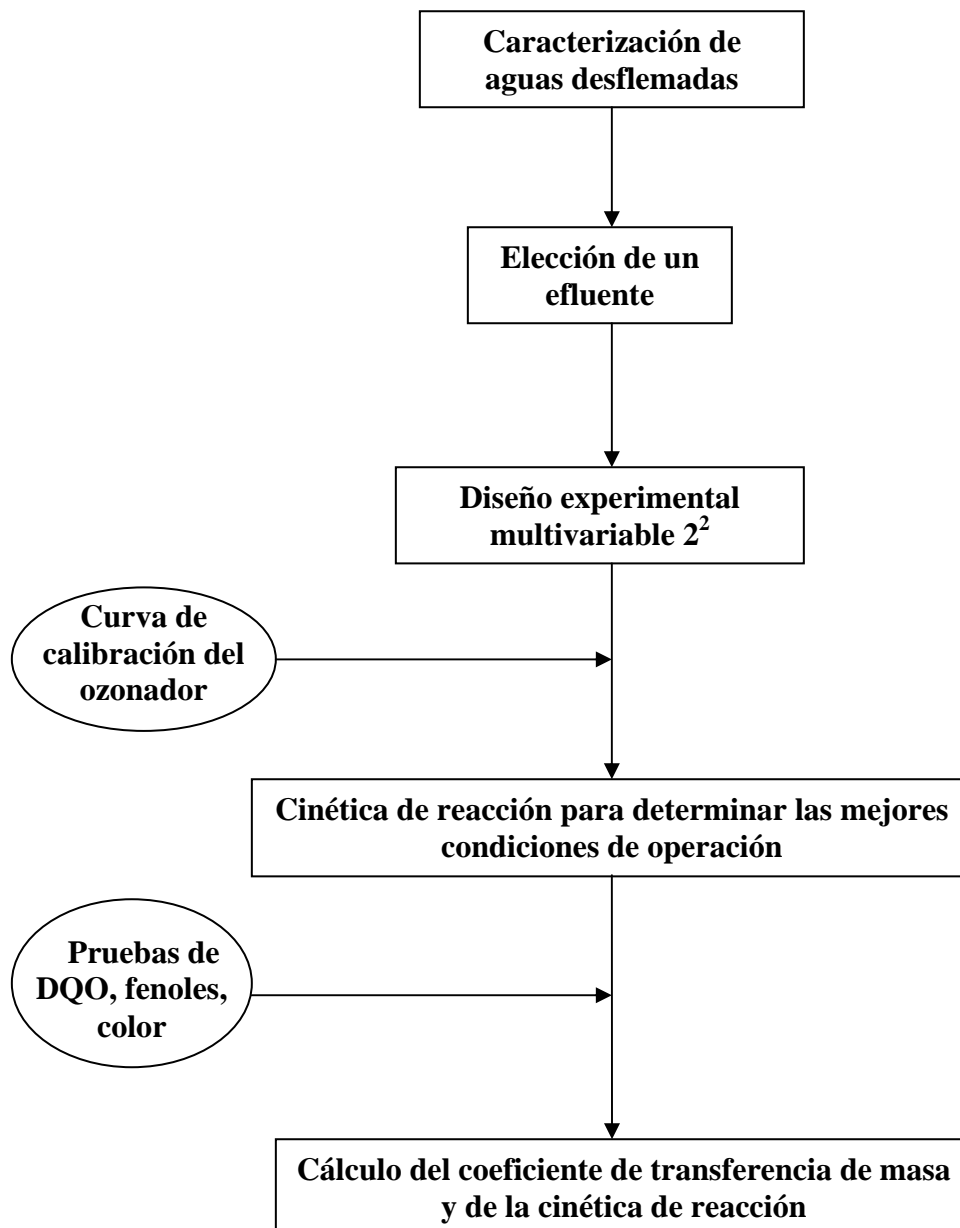 Caracterización de
aguas desflemadas
Elección de un
efluente
Diseño experimental
multivariable 2²
Curva de
calibración del
ozonador
Cinética de reacción para determinar las mejores
condiciones de operación
Pruebas de
DQO, fenoles,
color
Cálculo del coeficiente de transferencia de masa
y de la cinética de reacción